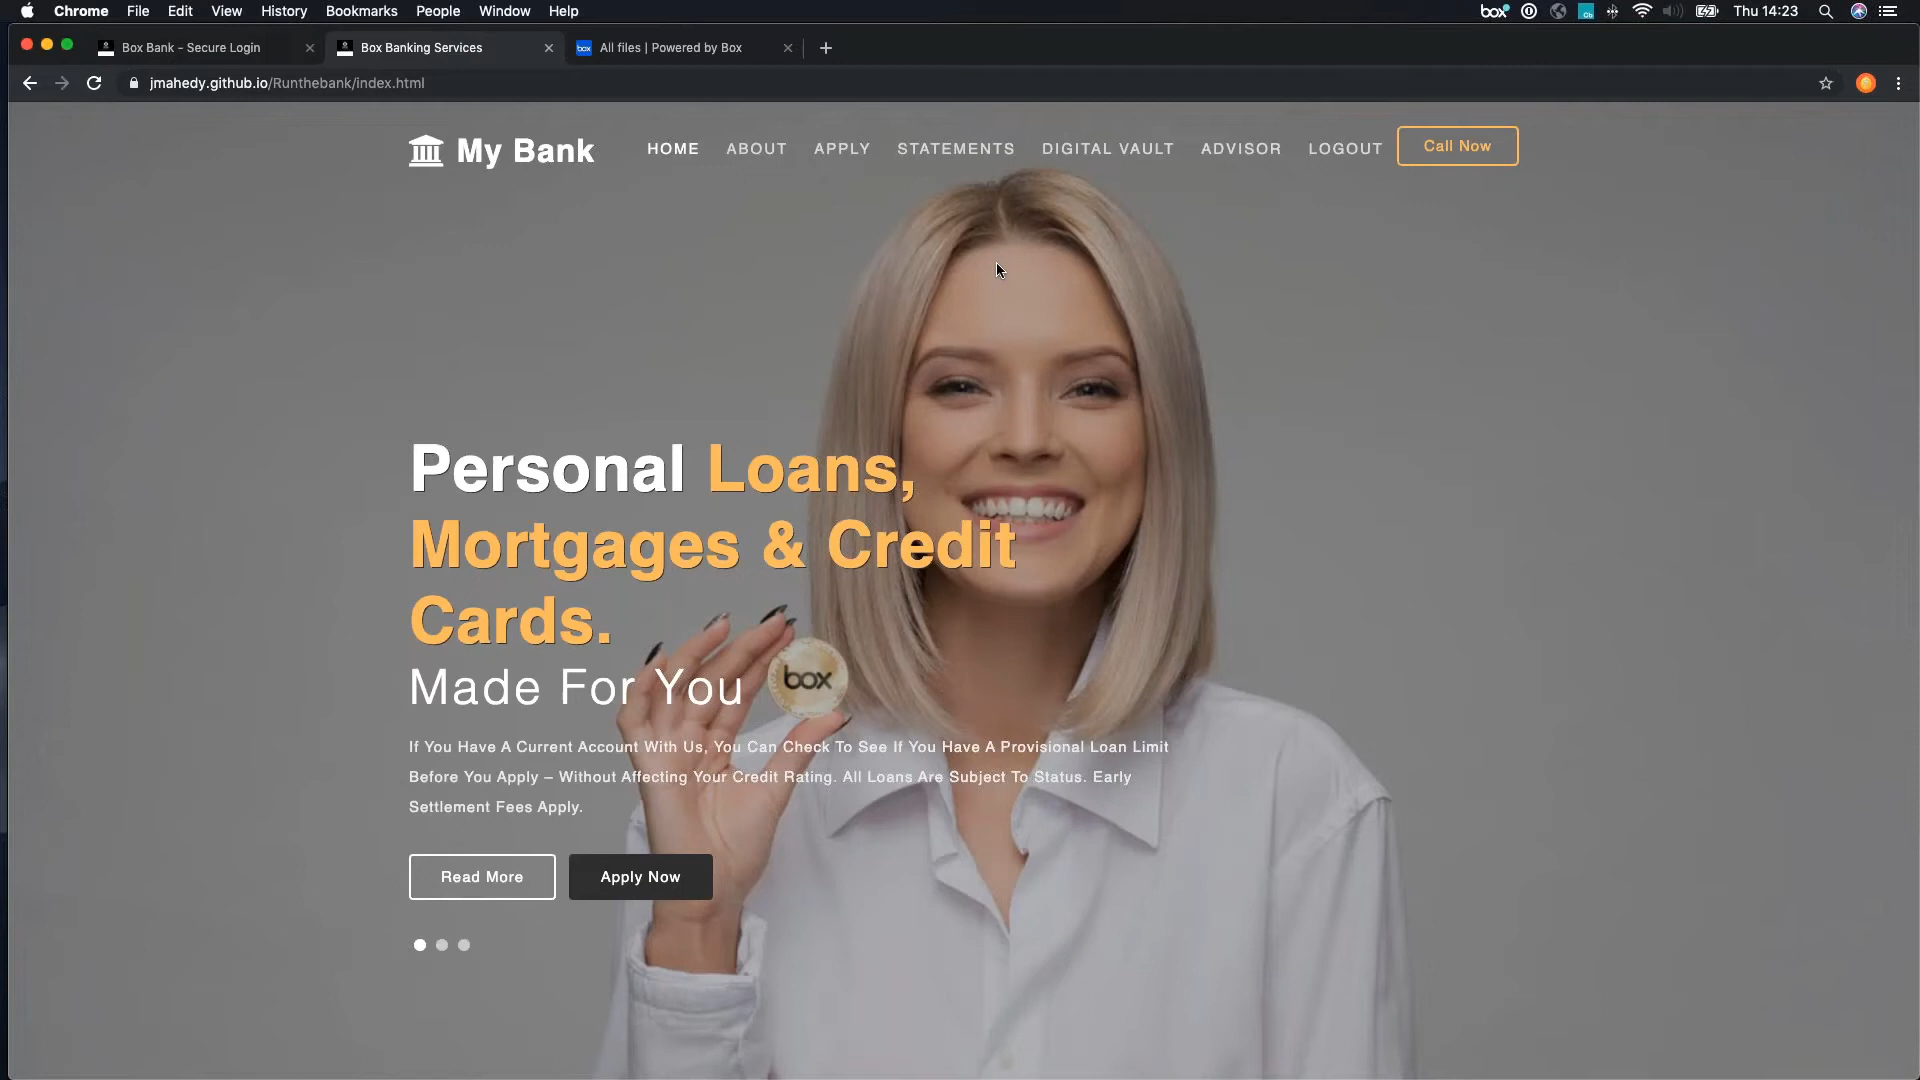 Chrome File Edit View History Bookmarks People Window Help
box Thu 14:23
Box Bank - Secure Login
Box Banking Services
box All files | Powered by Box
jmahedy.github.io/Runthebank/index.html
My Bank
HOME ABOUT APPLY STATEMENTS DIGITAL VAULT ADVISOR LOGOUT Call Now
Personal Loans,
Mortgages & Credit
Cards.
Made For You
box
If You Have A Current Account With Us, You Can Check To See If You Have A Provisional Loan Limit
Before You Apply – Without Affecting Your Credit Rating. All Loans Are Subject To Status. Early
Settlement Fees Apply.
Read More Apply Now